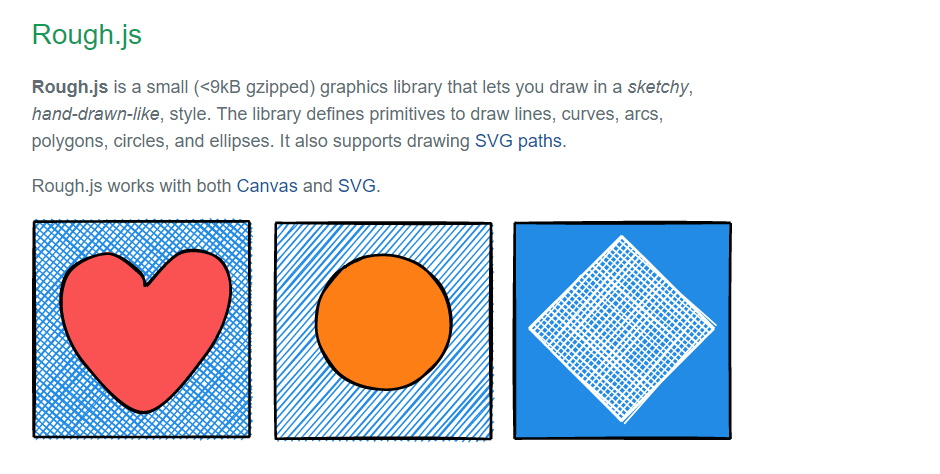 Rough.js
Rough.js is a small (<9kB gzipped) graphics library that lets you draw in a sketchy,
hand-drawn-like, style. The library defines primitives to draw lines, curves, arcs,
polygons, circles, and ellipses. It also supports drawing SVG paths.
Rough.js works with both Canvas and SVG.